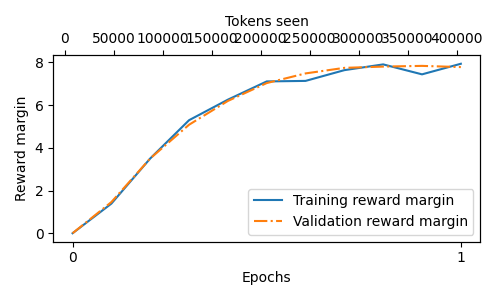 Tokens seen
0 50000 100000 150000 200000 250000 300000 350000 400000
8
6
Reward margin
4
2
0
Training reward margin
Validation reward margin
0 1
Epochs